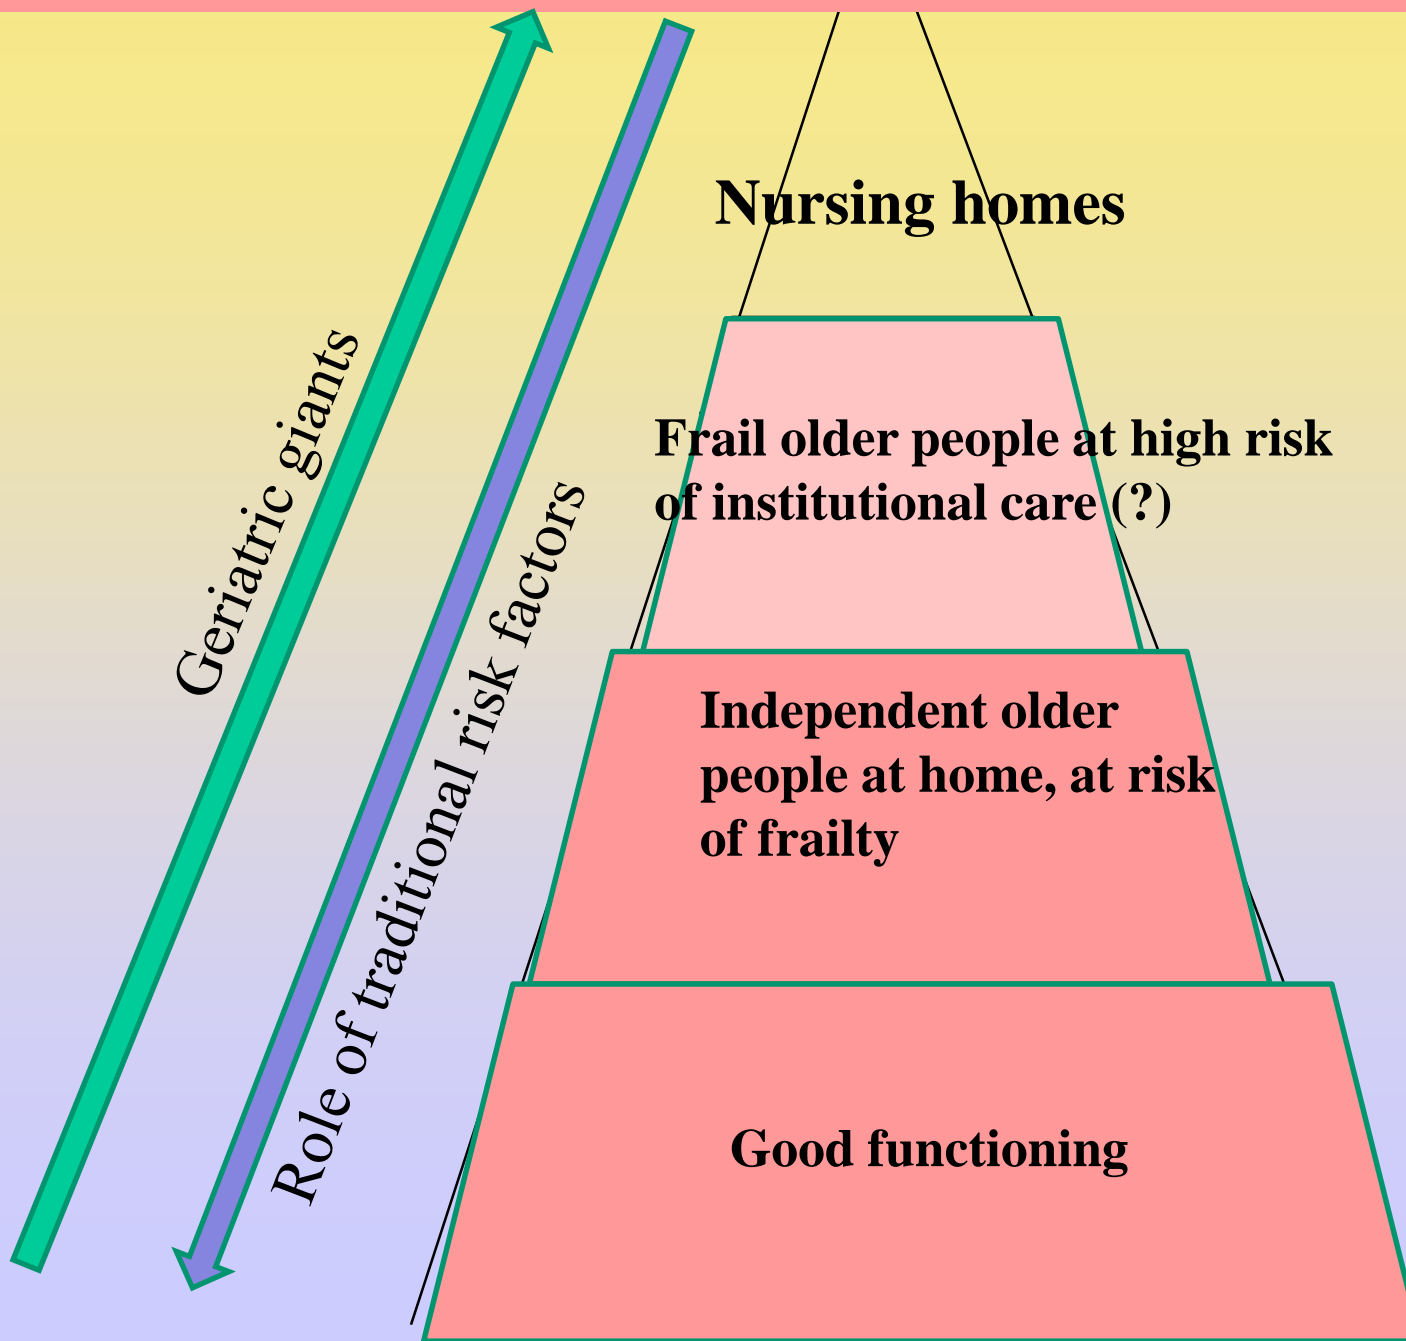 Nursing homes
Geriatric giants
Frail older people at high risk
of institutional care (?)
Role of traditional risk factors
Independent older
people at home, at risk
of frailty
Good functioning